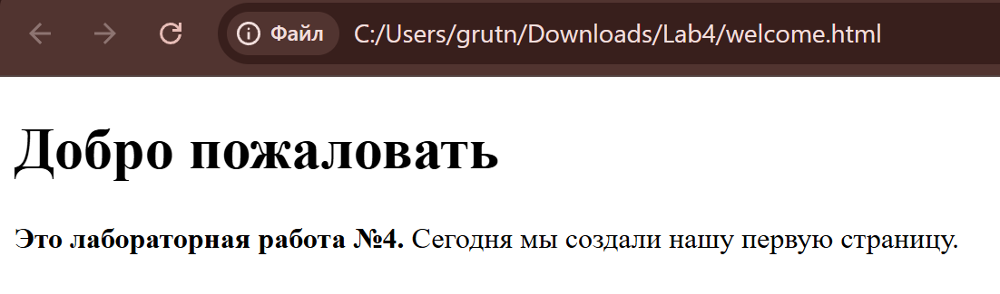 Файл C:/Users/grutn/Downloads/Lab4/welcome.html
Добро пожаловать
Это лабораторная работа №4. Сегодня мы создали нашу первую страницу.